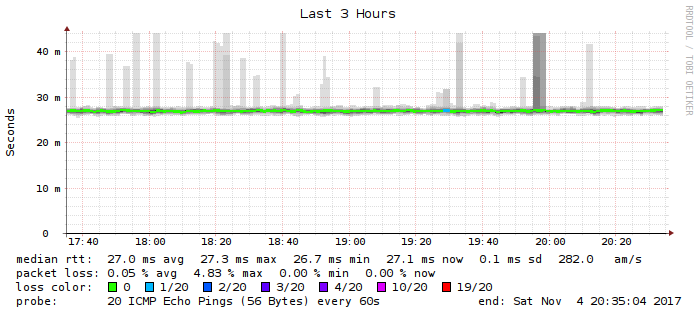 Last 3 Hours
RRDTOOL / TOBI OETIKER
Seconds
40 m
30 m
20 m
10 m
0
17:40 18:00 18:20 18:40 19:00 19:20 19:40 20:00 20:20
median rtt: 27.0 ms avg 27.3 ms max 26.7 ms min 27.1 ms now 0.1 ms sd 282.0 am/s
packet loss: 0.05 % avg 4.83 % max 0.00 % min 0.00 % now
loss color: 0 1/20 2/20 3/20 4/20 10/20 19/20
probe: 20 ICMP Echo Pings (56 Bytes) every 60s end: Sat Nov 4 20:35:04 2017